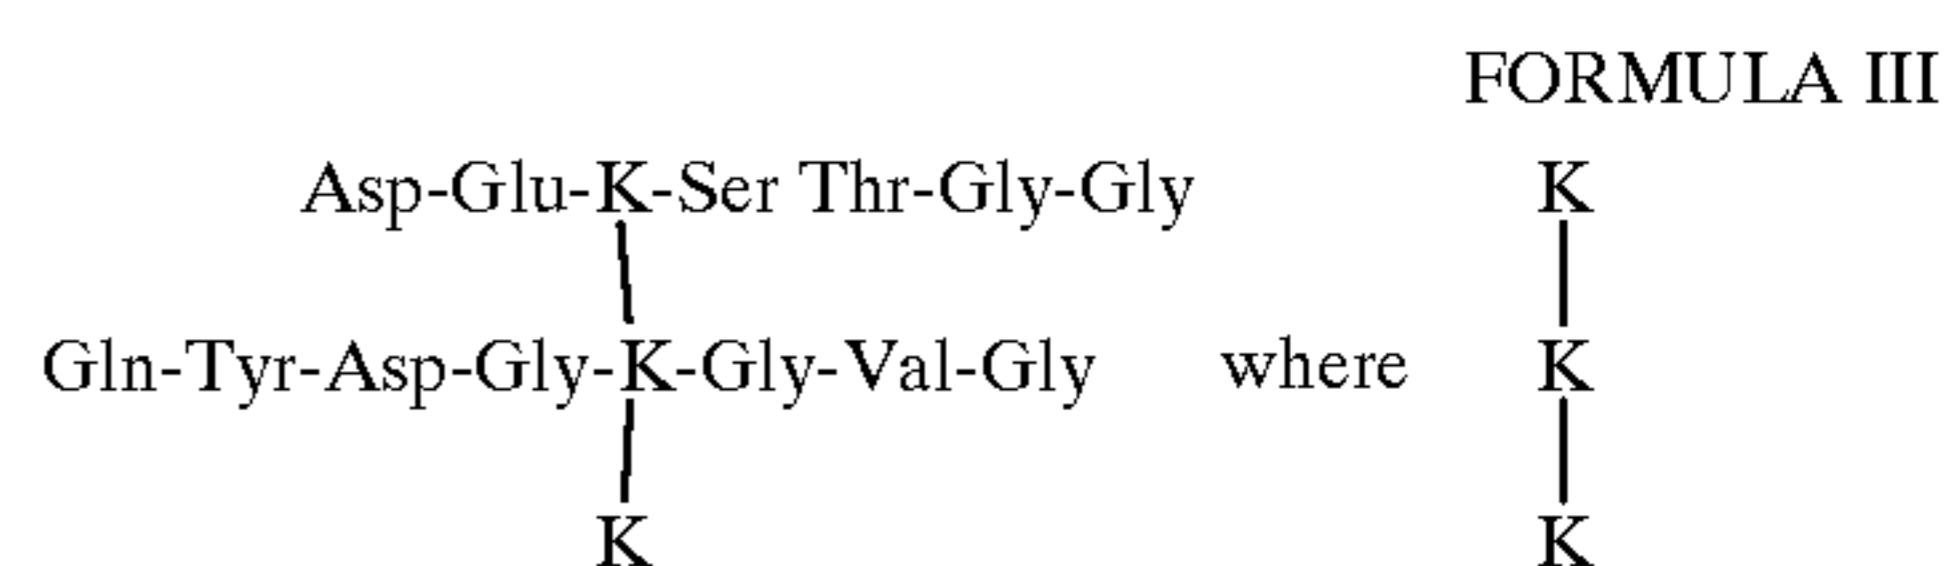 FORMULA III
Asp-Glu-K-Ser Thr-Gly-Gly K
Gln-Tyr-Asp-Gly-K-Gly-Val-Gly where K
K K